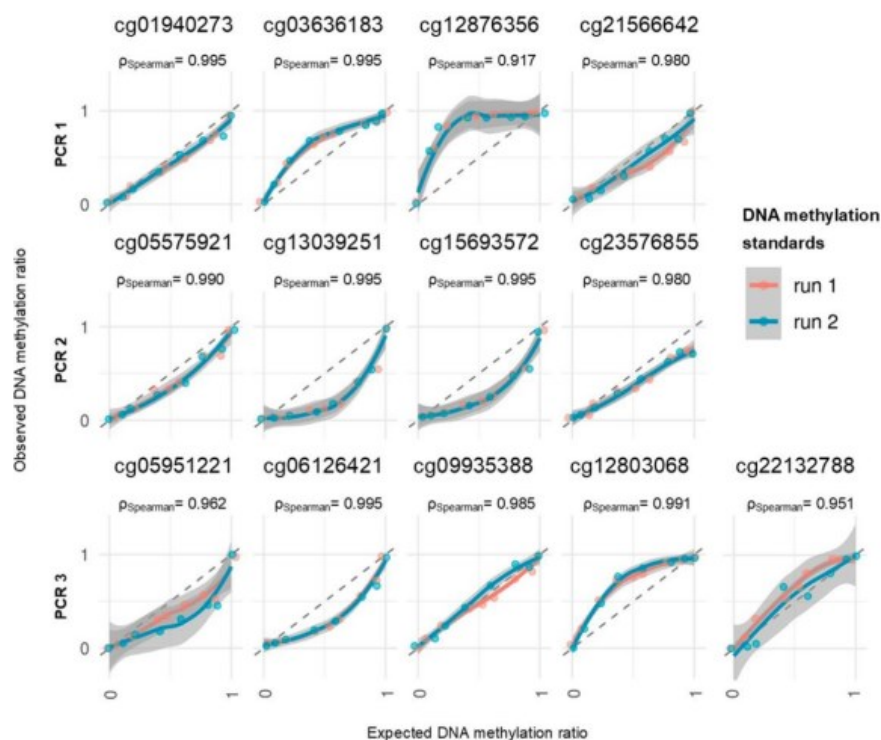 cg01940273 cg03636183 cg12876356 cg21566642
ρSpearman= 0.995 ρSpearman= 0.995 ρSpearman= 0.917 ρSpearman= 0.980
PCR 1
1
0
cg05575921 cg13039251 cg15693572 cg23576855
ρSpearman= 0.990 ρSpearman= 0.995 ρSpearman= 0.995 ρSpearman= 0.980
PCR 2
1
0
cg05951221 cg06126421 cg09935388 cg12803068 cg22132788
ρSpearman= 0.962 ρSpearman= 0.995 ρSpearman= 0.985 ρSpearman= 0.991 ρSpearman= 0.951
PCR 3
1
0
0 1 0 1 0 1 0 1 0 1
Observed DNA methylation ratio
Expected DNA methylation ratio
DNA methylation
standards
run 1
run 2